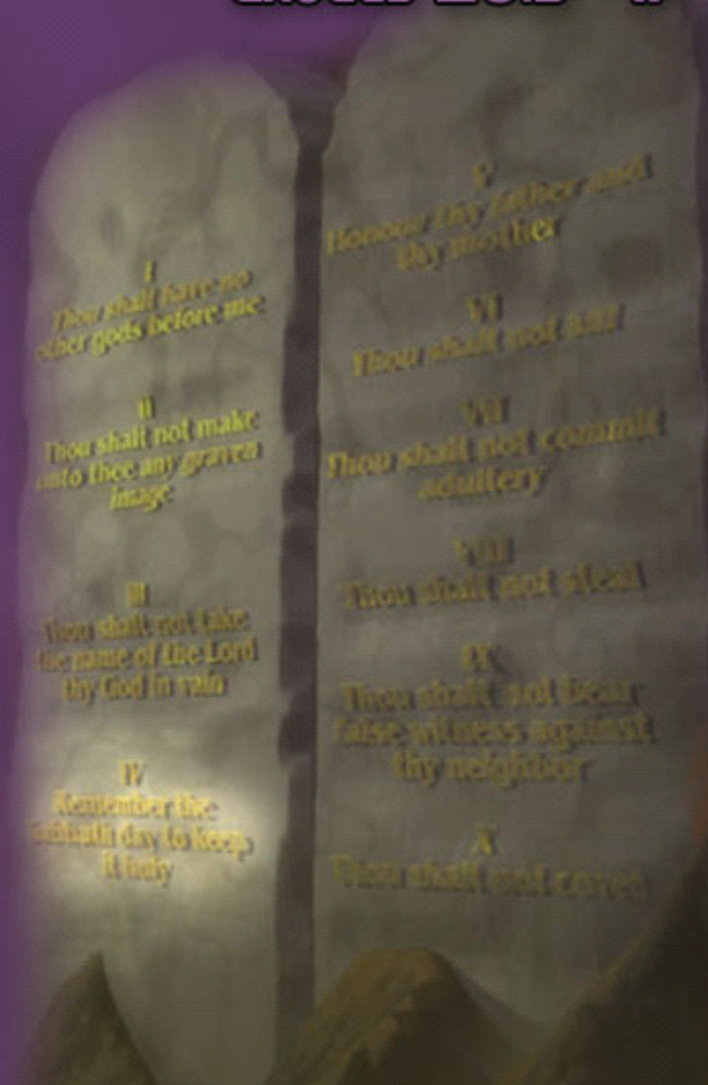 I
Thou shalt have no
other gods before me
II
Thou shalt not make
unto thee any graven
image
III
Thou shalt not take
the name of the Lord
thy God in vain
IV
Remember the
Sabbath day to keep
it holy
V
Honour thy father and
thy mother
VI
Thou shalt not kill
VII
Thou shalt not commit
adultery
VIII
Thou shalt not steal
IX
Thou shalt not bear
false witness against
thy neighbor
X
Thou shalt not covet